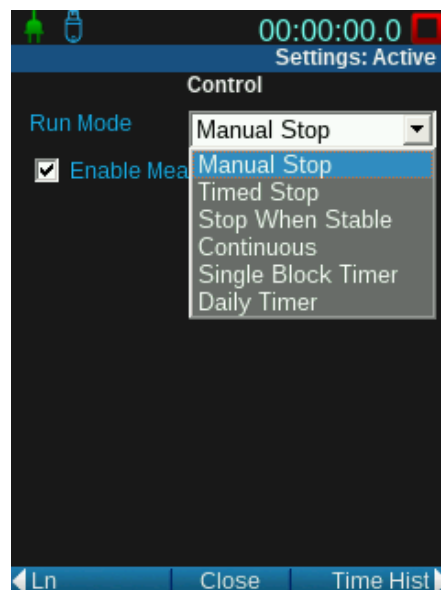 00:00:00.0
Settings: Active
Control
Run Mode
Manual Stop
Enable Mea
Manual Stop
Timed Stop
Stop When Stable
Continuous
Single Block Timer
Daily Timer
Ln
Close
Time Hist